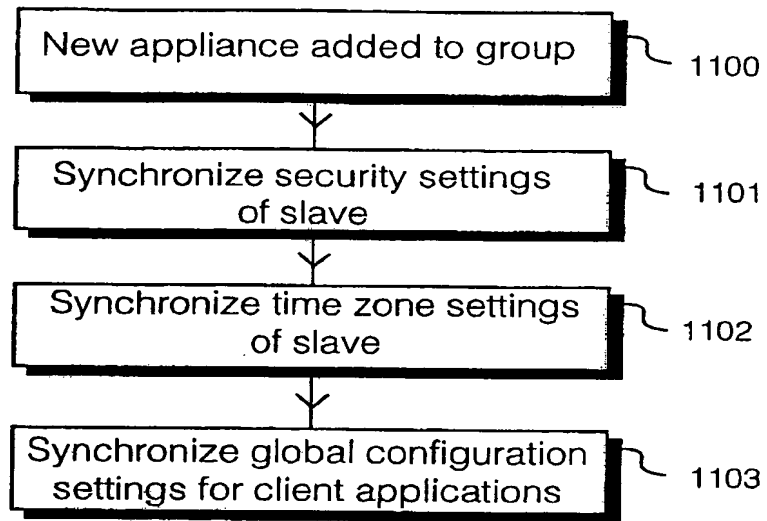 New appliance added to group
1100
Synchronize security settings
of slave
1101
Synchronize time zone settings
of slave
1102
Synchronize global configuration
settings for client applications
1103